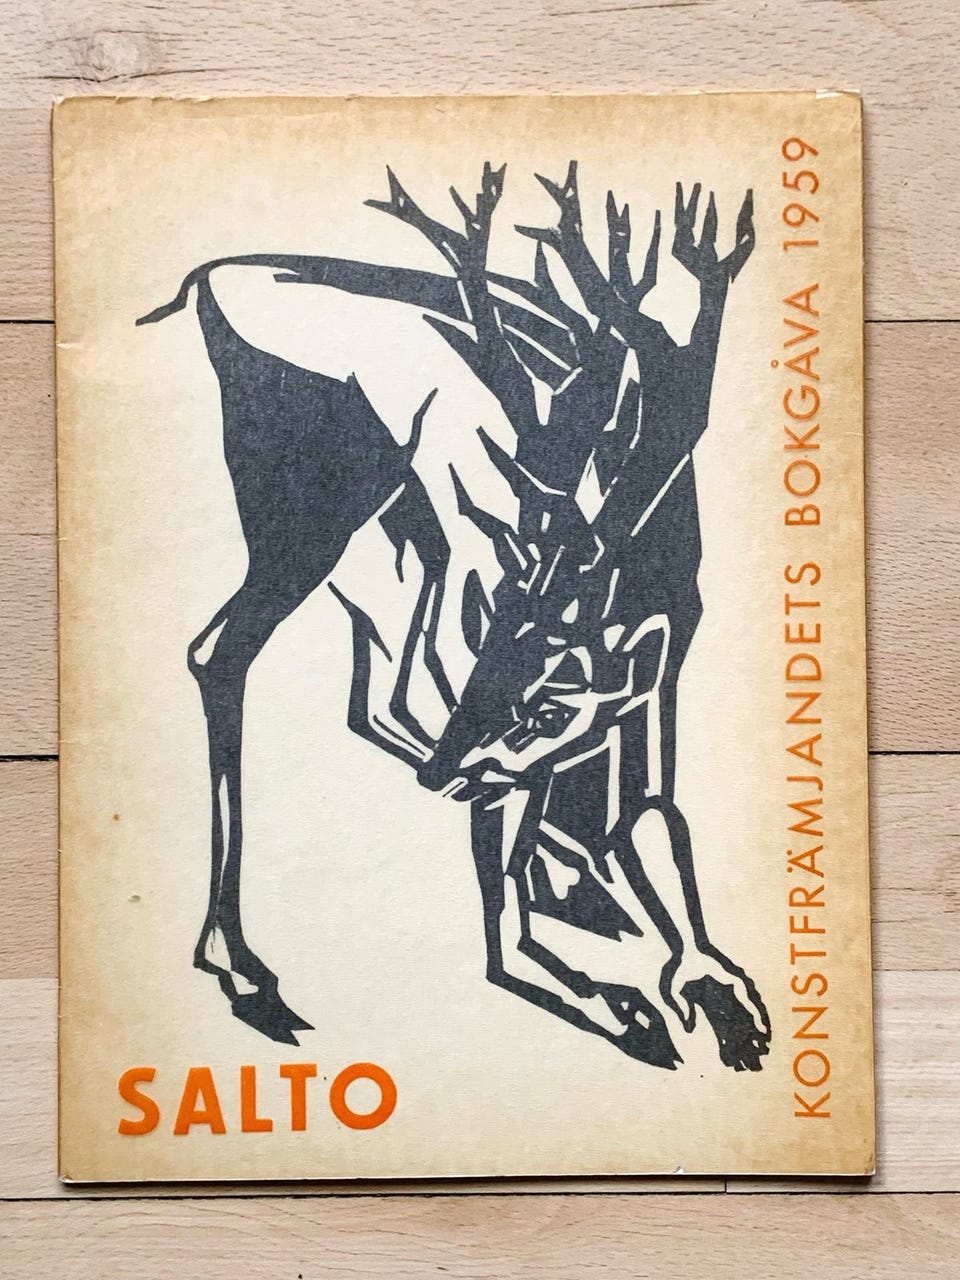 SALTO
KONSTFRÄMJANDETS BOKGÅVA 1959